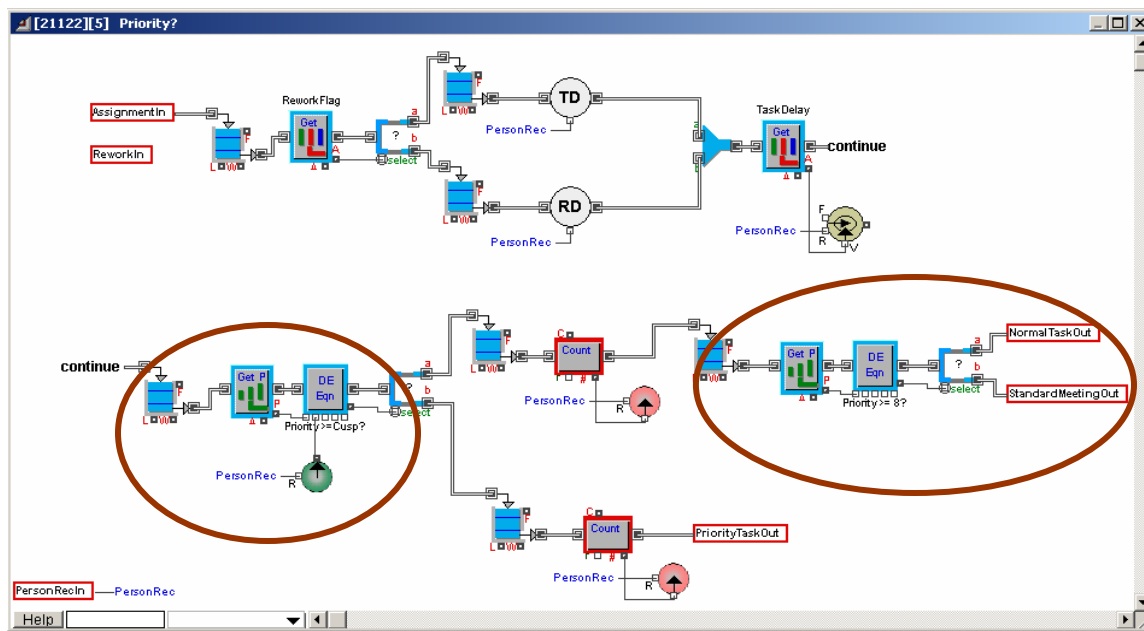 [21122][5] Priority?
AssignmentIn
ReworkIn
F
L W
ReworkFlag
Get
A
Δ
?
a
b
select
F
L W
TD
PersonRec
F
L W
RD
PersonRec
a
TaskDelay
Get
A
Δ
continue
F
R
V
PersonRec
continue
F
L W
Get P
P
Δ
DE
Eqn
Priority>=Cusp?
PersonRec
R
?
a
b
select
F
L W
C
Count
r #
PersonRec
R
F
L W
Get P
P
Δ
DE
Eqn
Priority >= 8?
?
a
b
select
NormalTaskOut
StandardMeetingOut
F
L W
C
Count
r #
PriorityTaskOut
PersonRec
R
PersonRecIn
PersonRec
Help